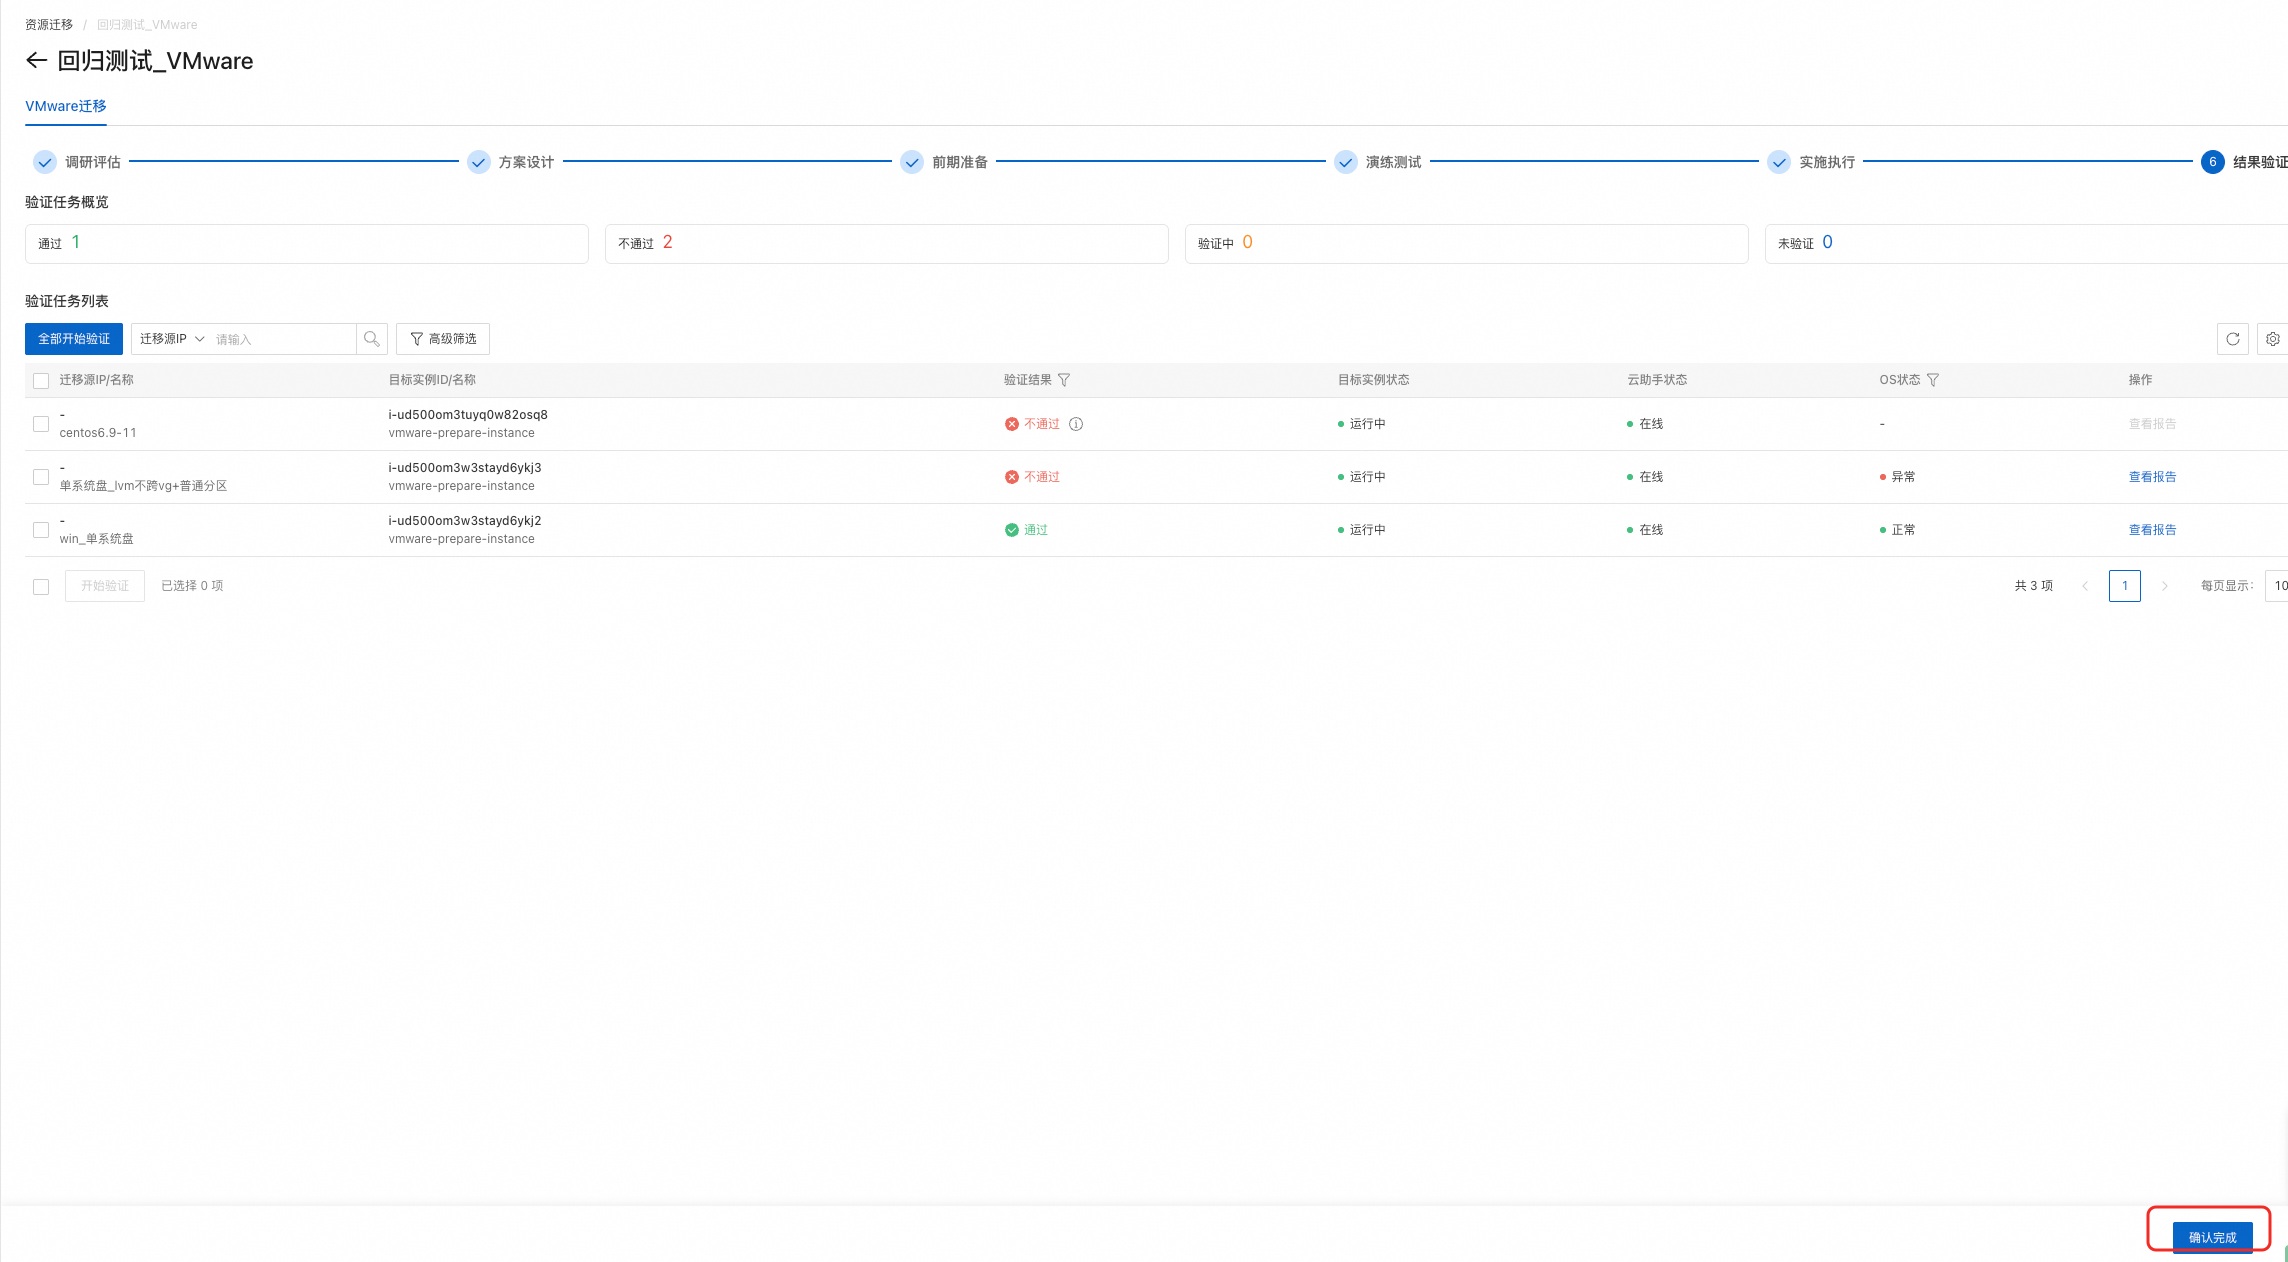 资源迁移 / 回归测试_VMware
回归测试_VMware
VMware迁移
调研评估 方案设计 前期准备 演练测试 实施执行 6 结果验证
验证任务概览
通过 1 不通过 2 验证中 0 未验证 0
验证任务列表
全部开始验证 迁移源IP 请输入 高级筛选
迁移源IP/名称 目标实例ID/名称 验证结果 目标实例状态 云助手状态 OS状态 操作
- i-ud500om3tuyq0w82osq8 不通过 运行中 在线 - 查看报告
centos6.9-11 vmware-prepare-instance
- i-ud500om3w3stayd6ykj3 不通过 运行中 在线 异常 查看报告
单系统盘_lvm不跨vg+普通分区 vmware-prepare-instance
- i-ud500om3w3stayd6ykj2 通过 运行中 在线 正常 查看报告
win_单系统盘 vmware-prepare-instance
开始验证 已选择 0 项 共 3 项 1 每页显示: 10
确认完成